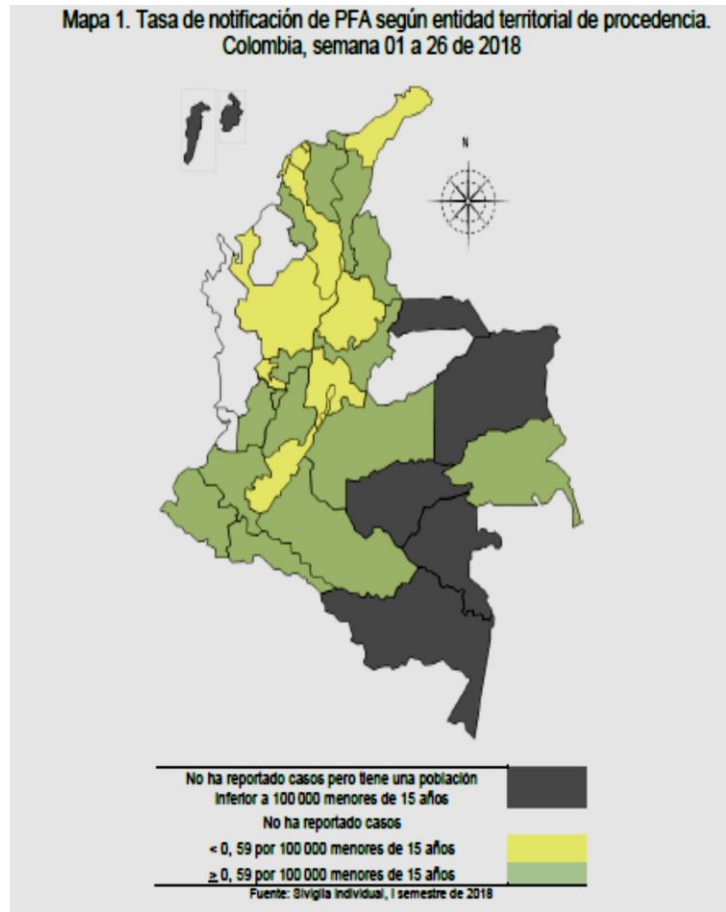 Mapa 1. Tasa de notificación de PFA según entidad territorial de procedencia.
Colombia, semana 01 a 26 de 2018
N
No ha reportado casos pero tiene una población
inferior a 100 000 menores de 15 años
No ha reportado casos
< 0, 59 por 100 000 menores de 15 años
≥ 0, 59 por 100 000 menores de 15 años
Fuente: Sivigila individual, I semestre de 2018